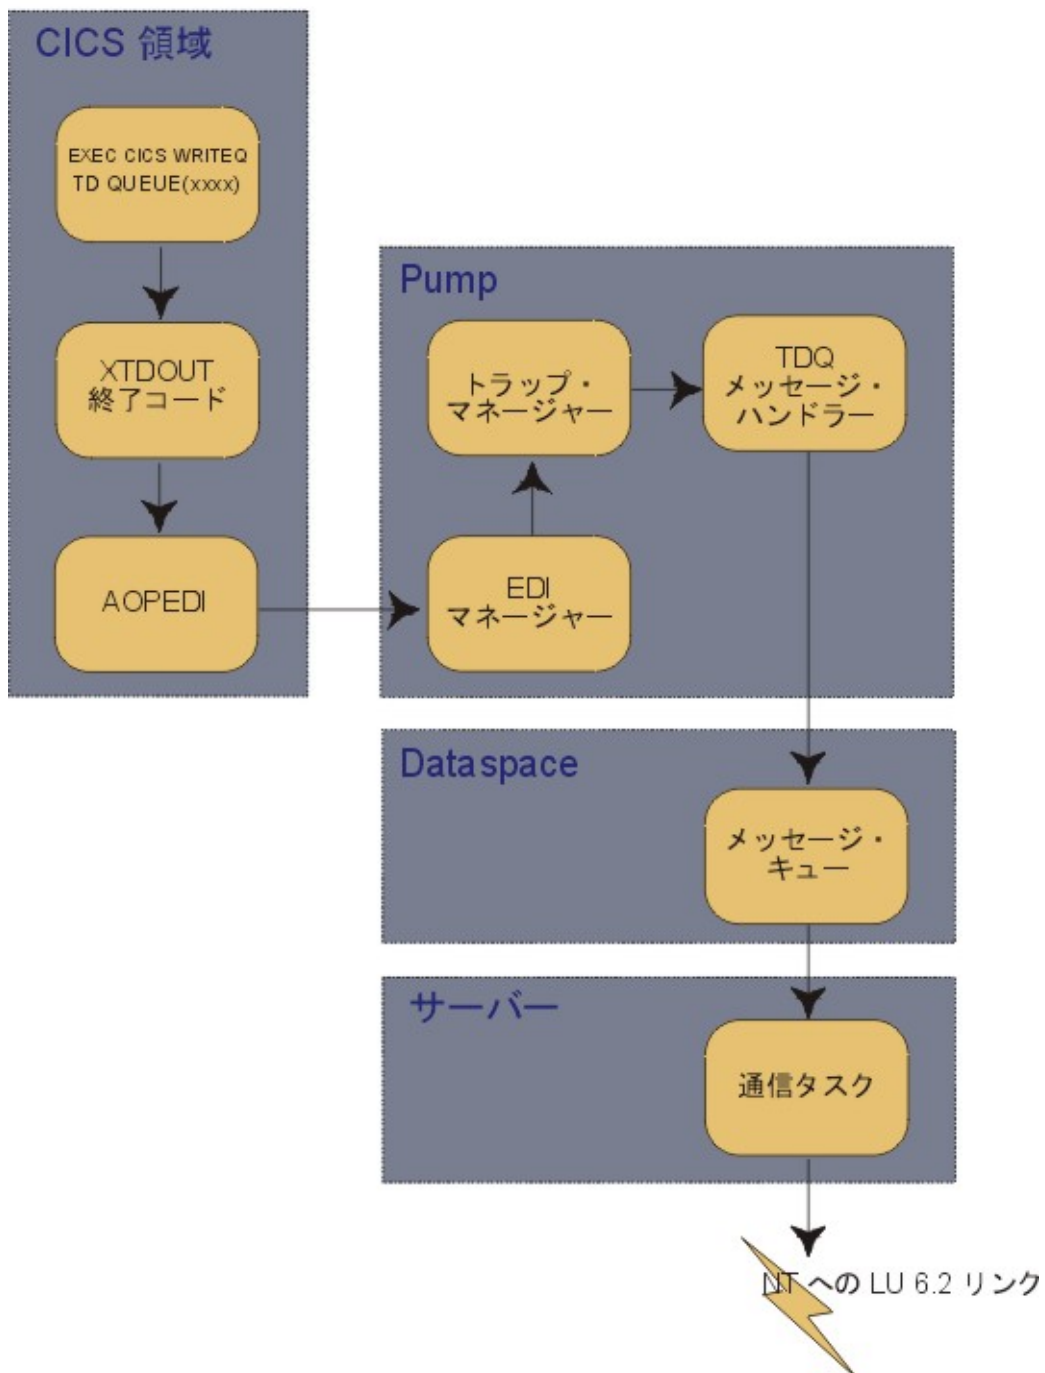 CICS 領域
EXEC CICS WRITEQ
TD QUEUE(xxxx)
XTDOUT
終了コード
AOPEDI
Pump
トラップ・
マネージャー
TDQ
メッセージ・
ハンドラー
EDI
マネージャー
Dataspace
メッセージ・
キュー
サーバー
通信タスク
NT への LU 6.2 リンク